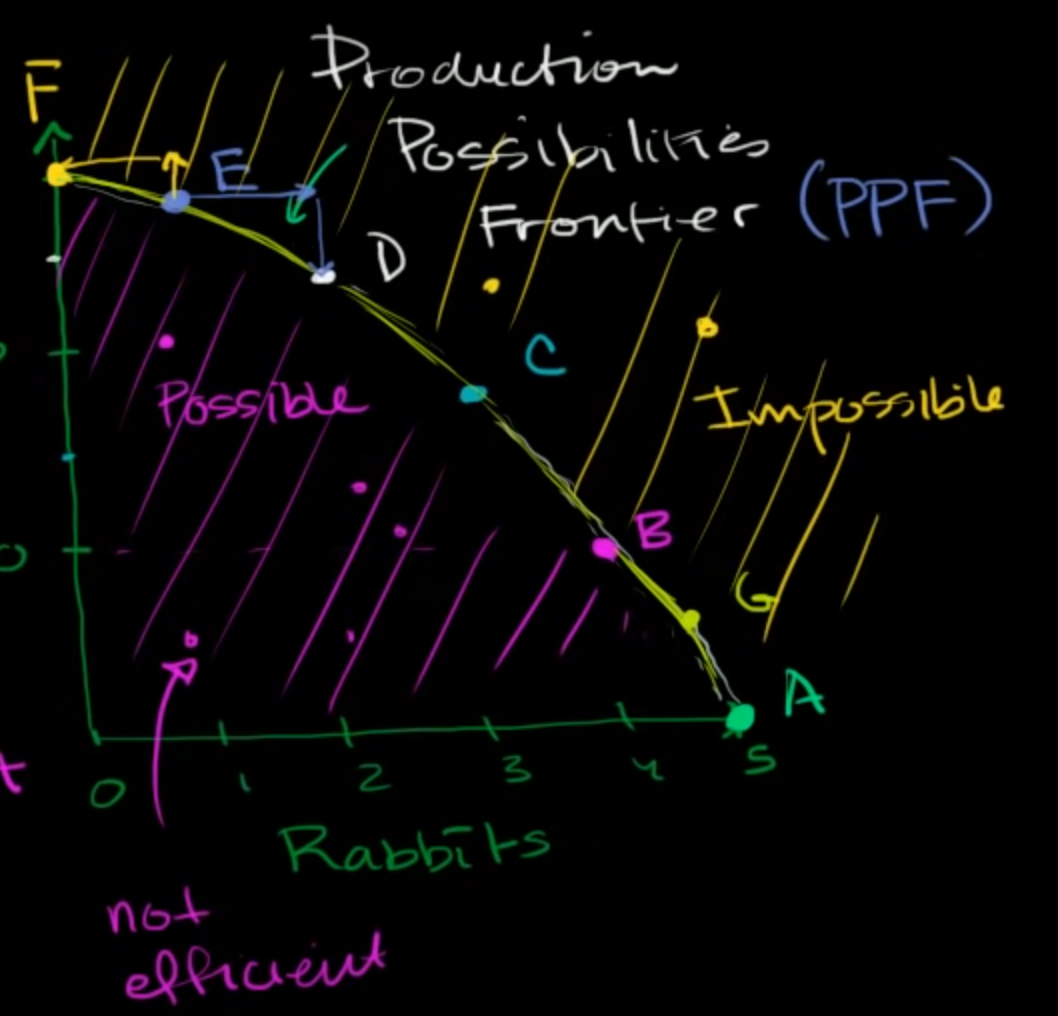 F
Production
Possibilities
Frontier (PPF)
E
D
C
Possible
Impossible
B
G
A
0 1 2 3 4 5
Rabbits
not
efficient